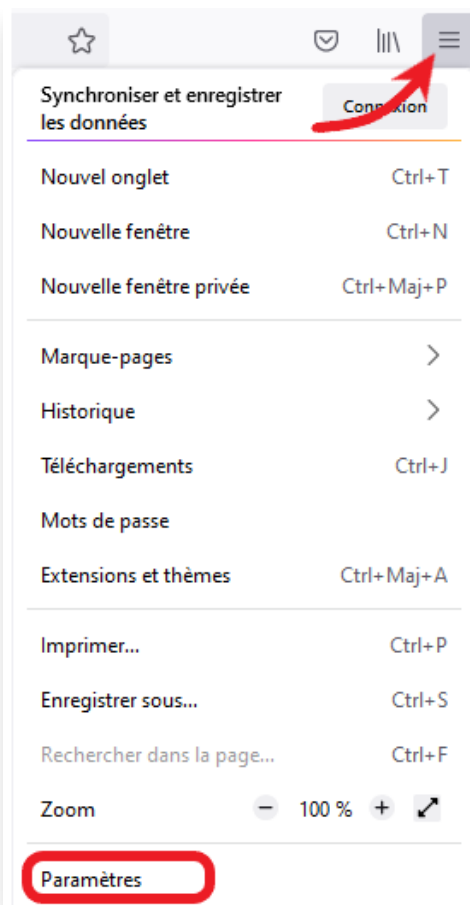 Synchroniser et enregistrer
les données
Connexion
Nouvel onglet Ctrl+T
Nouvelle fenêtre Ctrl+N
Nouvelle fenêtre privée Ctrl+Maj+P
Marque-pages
Historique
Téléchargements Ctrl+J
Mots de passe
Extensions et thèmes Ctrl+Maj+A
Imprimer... Ctrl+P
Enregistrer sous... Ctrl+S
Rechercher dans la page... Ctrl+F
Zoom − 100 % +
Paramètres